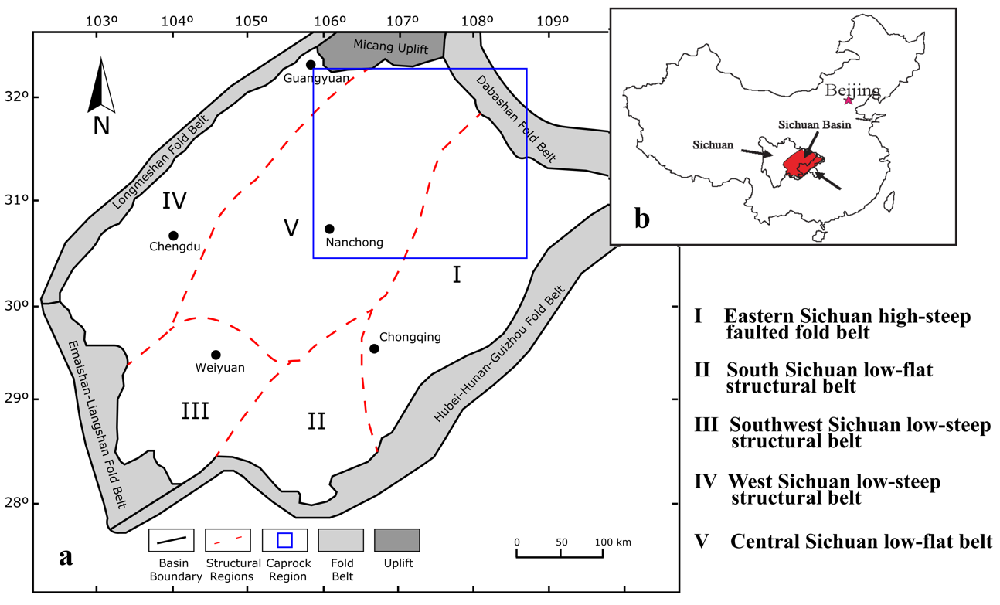 103º 104º 105º 106º 107º 108º 109º
Micang Uplift
Guangyuan
Dabashan Fold Belt
32º
N
Longmeshan Fold Belt
31º
IV
Chengdu
V
Nanchong
I
30º
Chongqing
Weiyuan
Emaishan-Liangshan Fold Belt
Hubei-Hunan-Guizhou Fold Belt
29º
III
II
28º
a
Basin
Boundary
Structural
Regions
Caprock
Region
Fold
Belt
Uplift
0 50 100 km
Beijing
Sichuan Basin
Sichuan
b
I Eastern Sichuan high-steep
faulted fold belt
II South Sichuan low-flat
structural belt
III Southwest Sichuan low-steep
structural belt
IV West Sichuan low-steep
structural belt
V Central Sichuan low-flat belt